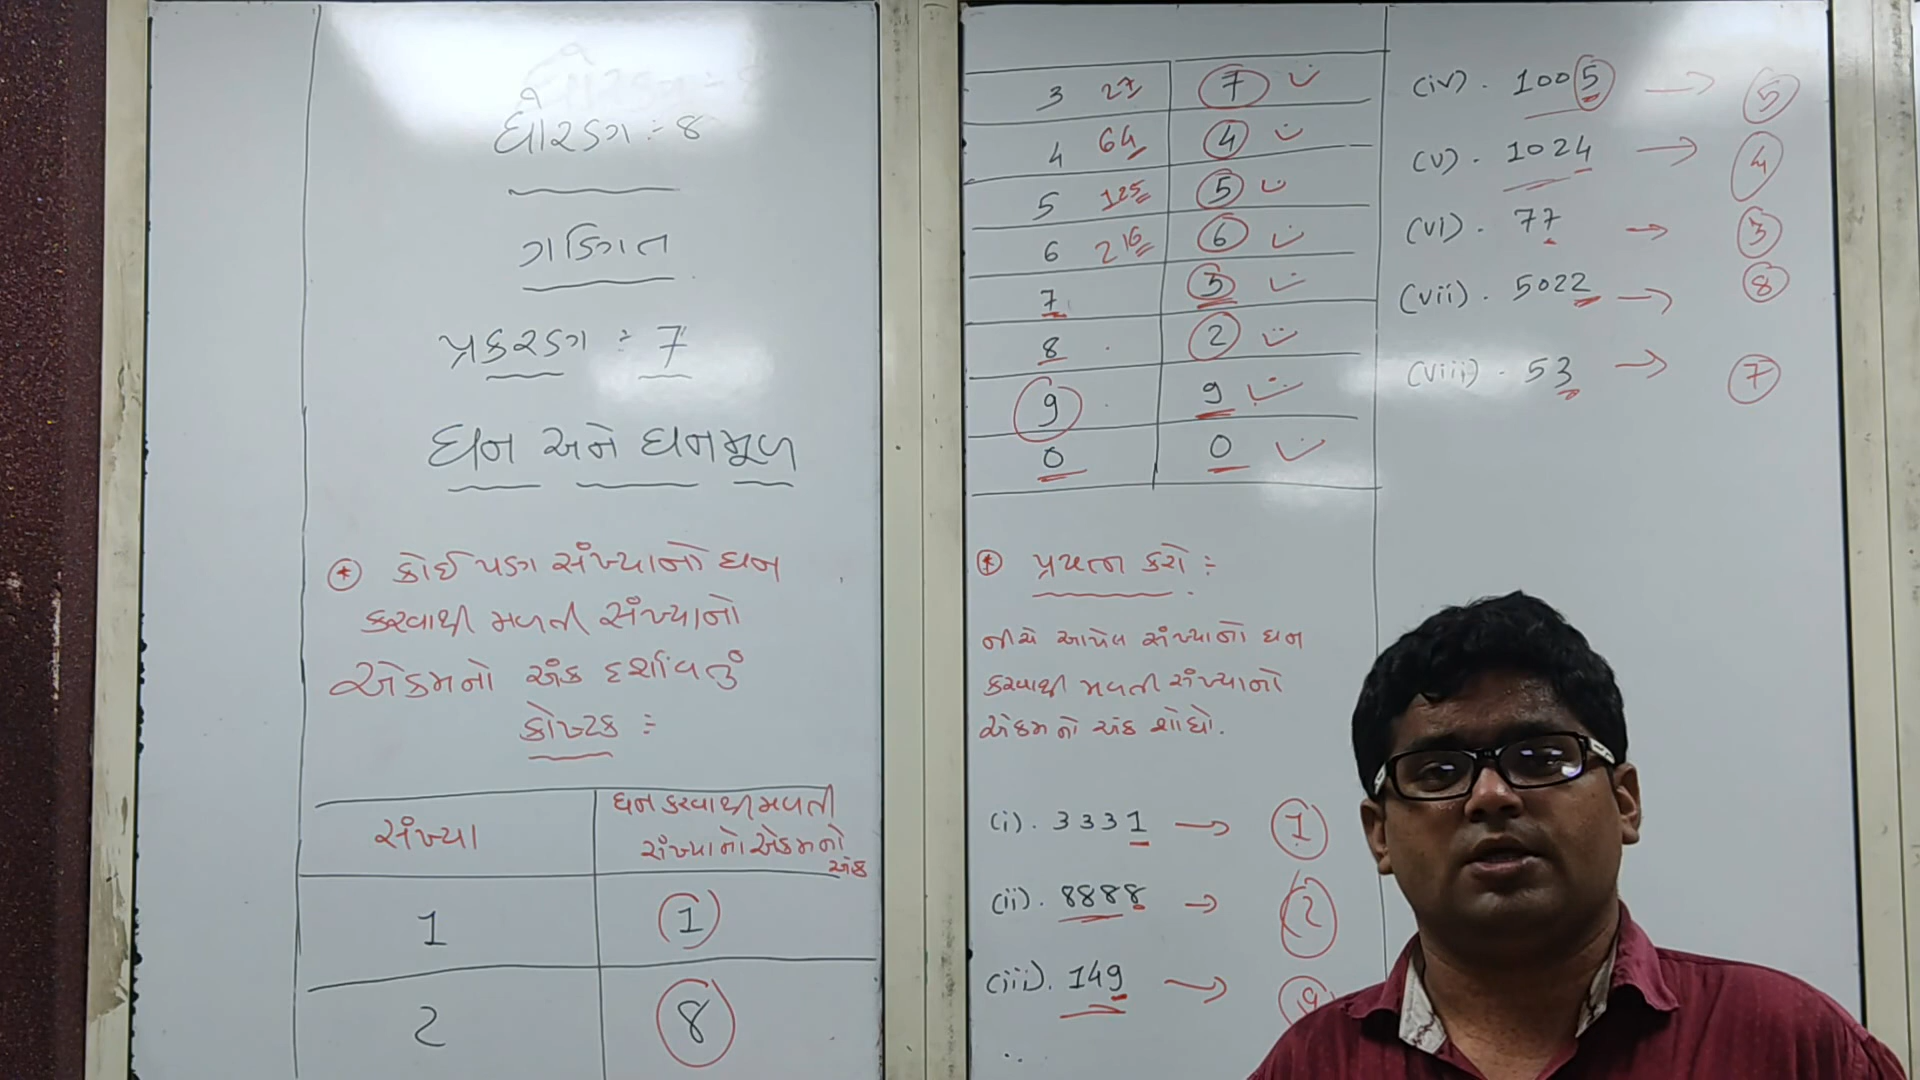 ધોરણ :- 8
ગણિત
પ્રકરણ :- 7
ઘન અને ઘનમૂળ
* કોઈ પણ સંખ્યાનો ઘન
કરવાથી મળતી સંખ્યાનો
એકમનો અંક દર્શાવતું
કોષ્ટક :-
સંખ્યા ઘન કરવાથી મળતી
સંખ્યાનો એકમનો
અંક
1 1
2 8
3 27 7
4 64 4
5 125 5
6 216 6
7 3
8 2
9 9
0 0
* પ્રયત્ન કરો :-
નીચે આપેલ સંખ્યાનો ઘન
કરવાથી મળતી સંખ્યાનો
એકમનો અંક શોધો.
(i). 3331 → 1
(ii). 8888 → 2
(iii). 149 → 9
(iv). 1005 → 5
(v). 1024 → 4
(vi). 77 → 3
(vii). 5022 → 8
(viii). 53 → 7